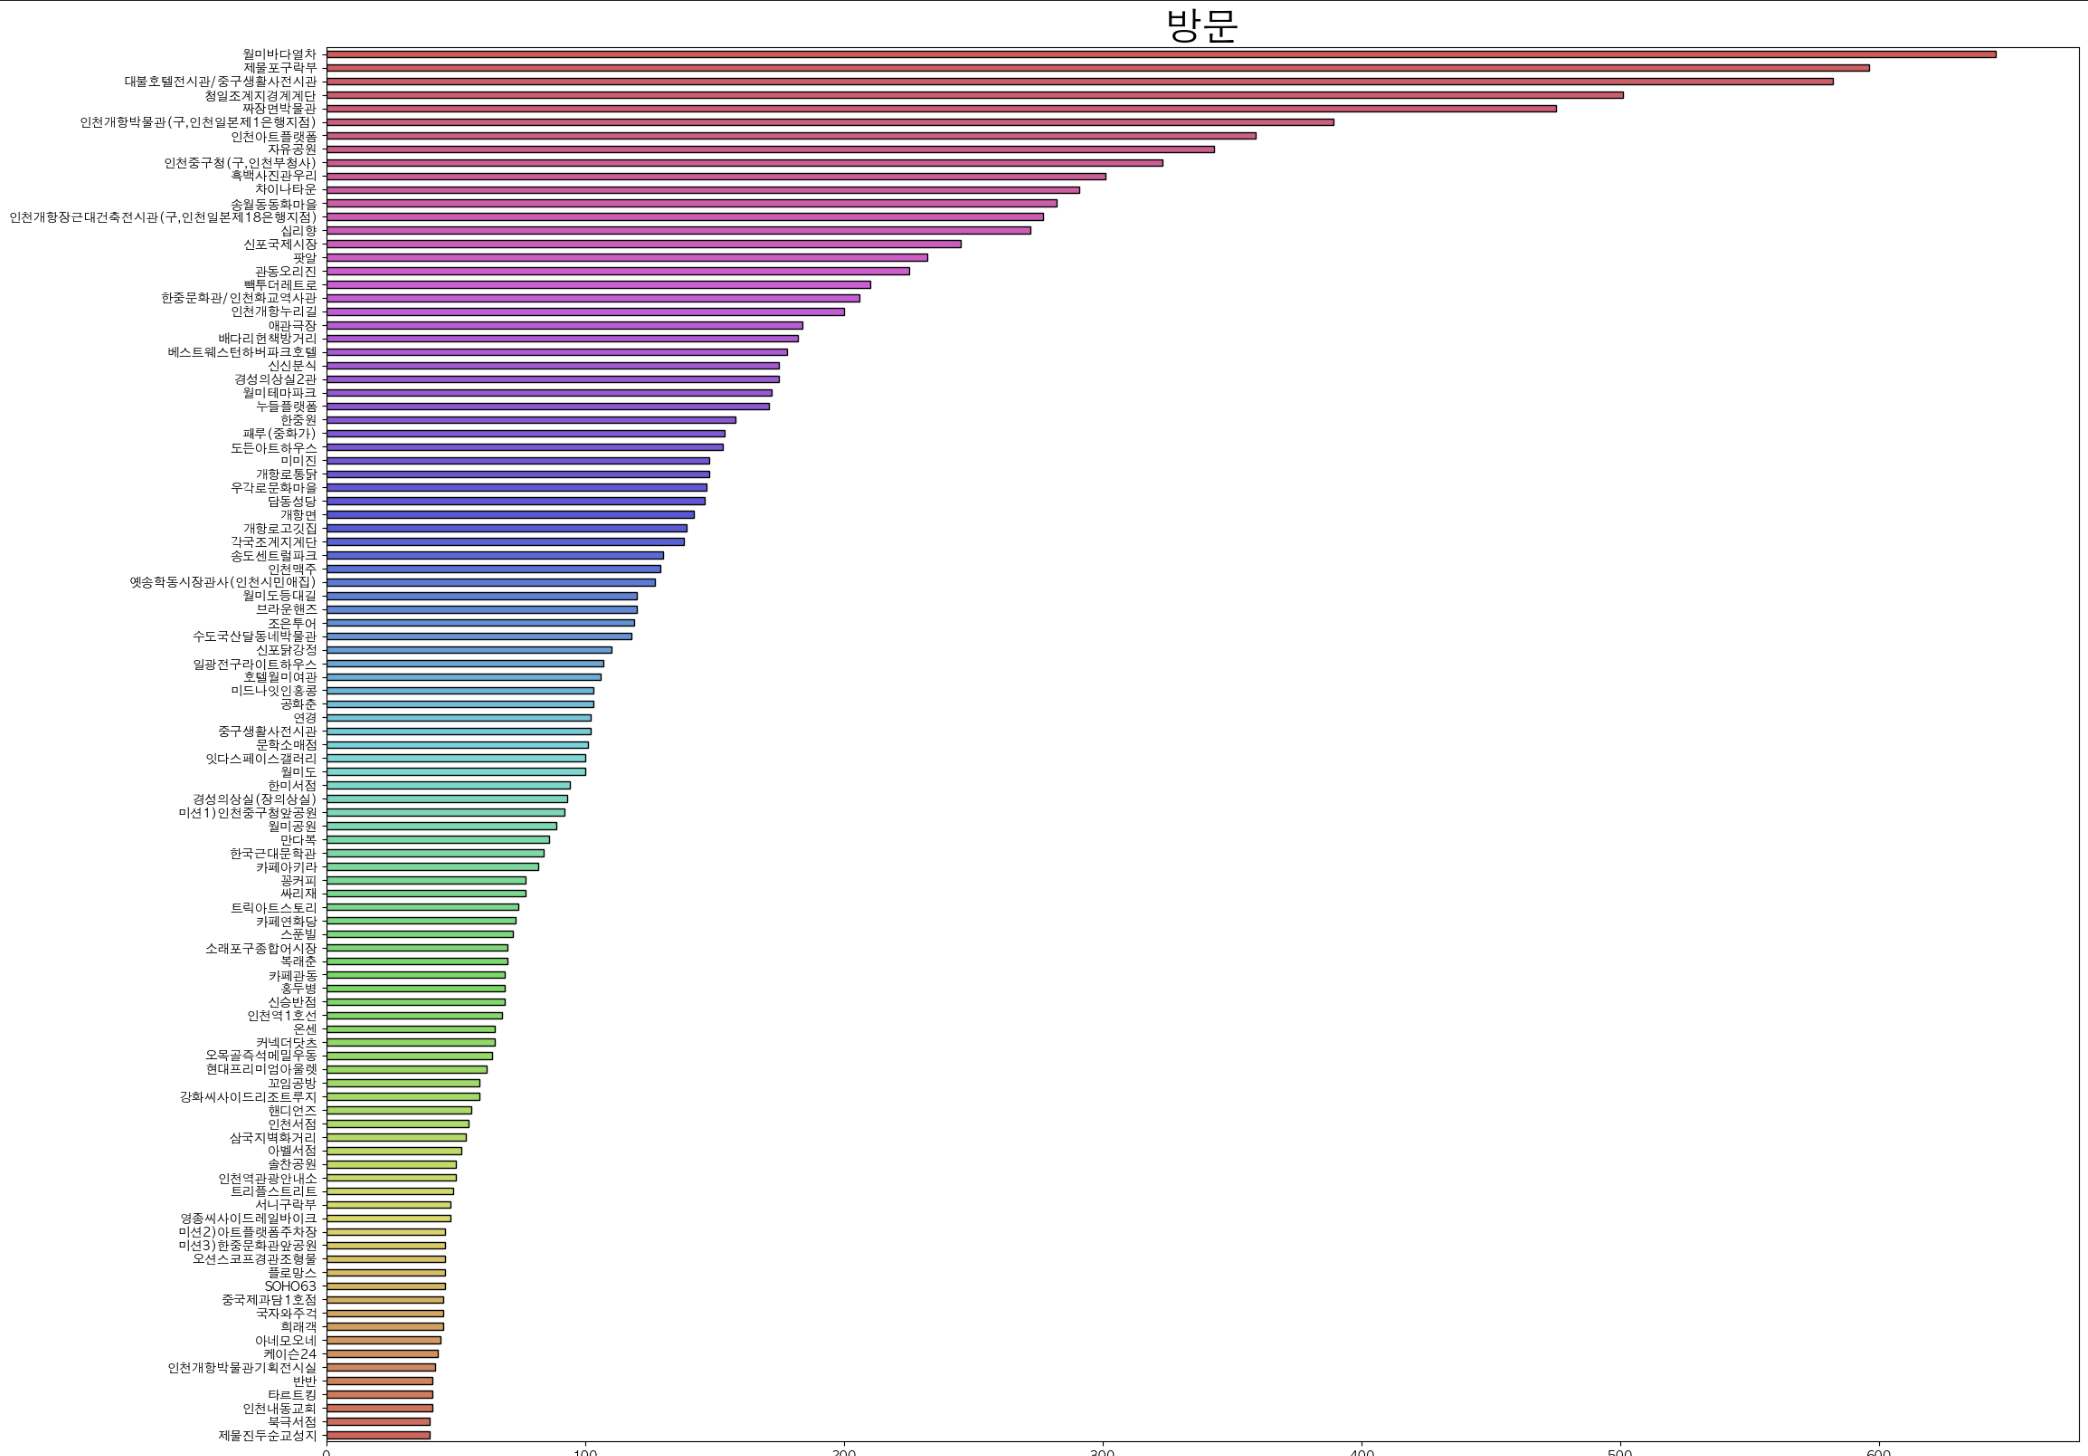 방문
월미바다열차
제물포구락부
대불호텔전시관/중구생활사전시관
청일조계지경계계단
짜장면박물관
인천개항박물관(구,인천일본제1은행지점)
인천아트플랫폼
자유공원
인천중구청(구,인천부청사)
흑백사진관우리
차이나타운
송월동동화마을
인천개항장근대건축전시관(구,인천일본제18은행지점)
십리향
신포국제시장
팟알
관동오리진
빽투더레트로
한중문화관/인천화교역사관
인천개항누리길
애관극장
배다리헌책방거리
베스트웨스턴하버파크호텔
신신분식
경성의상실2관
월미테마파크
누들플랫폼
한중원
패루(중화가)
도든아트하우스
미미진
개항로통닭
우각로문화마을
답동성당
개항면
개항로고깃집
각국조계지계단
송도센트럴파크
인천맥주
옛송학동시장관사(인천시민애집)
월미도등대길
브라운핸즈
조은투어
수도국산달동네박물관
신포닭강정
일광전구라이트하우스
호텔월미여관
미드나잇인홍콩
공화춘
연경
중구생활사전시관
문학소매점
잇다스페이스갤러리
월미도
한미서점
경성의상실(장의상실)
미션1)인천중구청앞공원
월미공원
만다복
한국근대문학관
카페아키라
꽁커피
싸리재
트릭아트스토리
카페연화당
스푼빌
소래포구종합어시장
복래춘
카페관동
홍두병
신승반점
인천역1호선
온센
커넥더닷츠
오목골즉석메밀우동
현대프리미엄아울렛
꼬임공방
강화씨사이드리조트루지
핸디언즈
인천서점
삼국지벽화거리
아벨서점
솔찬공원
인천역관광안내소
트리플스트리트
서니구락부
영종씨사이드레일바이크
미션2)아트플랫폼주차장
미션3)한중문화관앞공원
오션스코프경관조형물
플로망스
SOHO63
중국제과담1호점
국자와주걱
희래객
아네모오네
케이슨24
인천개항박물관기획전시실
반반
타르트킹
인천내동교회
북극서점
제물진두순교성지
0 100 200 300 400 500 600